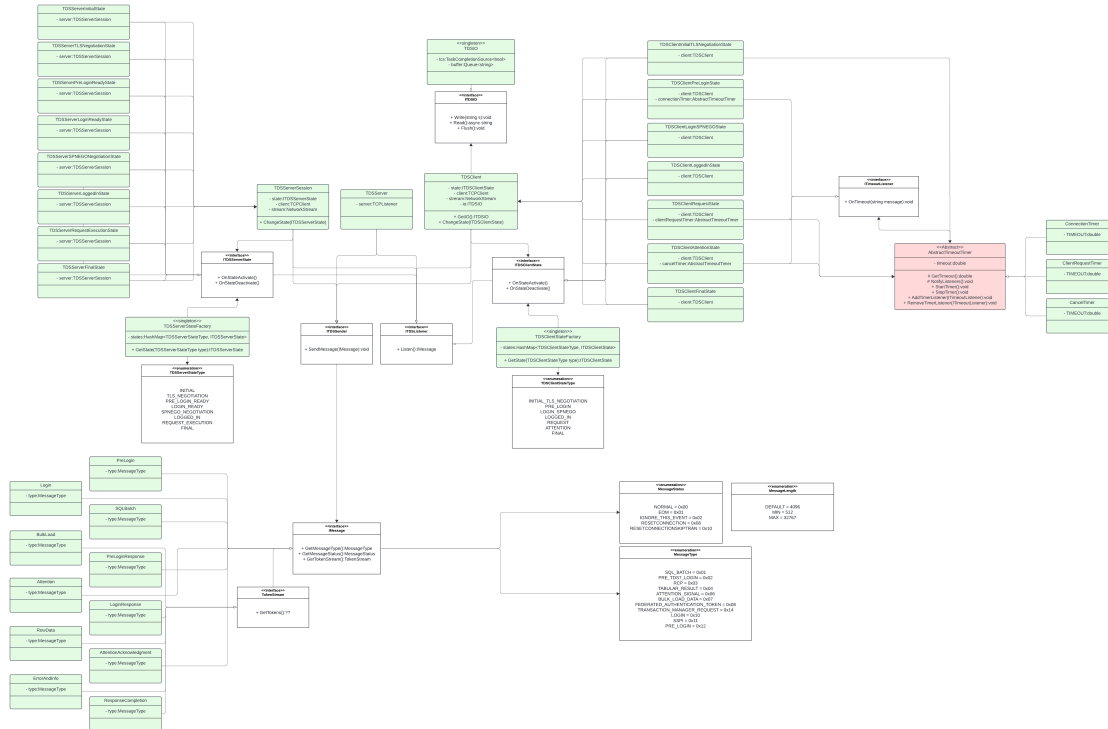 TDSServerInitialState
- server:TDSServerSession
TDSServerTLSNegotiationState
- server:TDSServerSession
TDSServerPreLoginReadyState
- server:TDSServerSession
TDSServerLoginReadyState
- server:TDSServerSession
TDSServerSPNEGONegotiationState
- server:TDSServerSession
TDSServerLoggedInState
- server:TDSServerSession
TDSServerRequestExecutionState
- server:TDSServerSession
TDSServerFinalState
- server:TDSServerSession
<<singleton>>
TDSIO
- tcs:TaskCompletionSource<bool>
- buffer:Queue<string>
<<interface>>
ITDSIO
+ Write(string s):void
+ Read():async string
+ Flush():void
TDSServerSession
- state:ITDSServerState
- client:TCPClient
- stream:NetworkStream
+ ChangeState(ITDSServerState)
TDSServer
- server:TCPListener
TDSClient
- state:ITDSClientState
- client:TCPClient
- stream:NetworkStream
- io:ITDSIO
+ GetIO():ITDSIO
+ ChangeState(ITDSClientState)
<<interface>>
ITDSServerState
+ OnStateActivate()
+ OnStateDeactivate()
<<interface>>
ITDSClientState
+ OnStateActivate()
+ OnStateDeactivate()
<<singleton>>
TDSServerStateFactory
- states:HashMap<TDSServerStateType, ITDSServerState>
+ GetState(TDSServerStateType type):ITDSServerState
<<enumeration>>
TDSServerStateType
INITIAL
TLS_NEGOTIATION
PRE_LOGIN_READY
LOGIN_READY
SPNEGO_NEGOTIATION
LOGGED_IN
REQUEST_EXECUTION
FINAL
<<interface>>
ITDSSender
+ SendMessage(IMessage):void
<<interface>>
ITDSListener
+ Listen():IMessage
<<singleton>>
TDSClientStateFactory
- states:HashMap<TDSClientStateType, ITDSClientState>
+ GetState(TDSClientStateType type):ITDSClientState
<<enumeration>>
TDSClientStateType
INITIAL_TLS_NEGOTIATION
PRE_LOGIN
LOGIN_SPNEGO
LOGGED_IN
REQUEST
ATTENTION
FINAL
TDSClientInitialTLSNegotiationState
- client:TDSClient
TDSClientPreLoginState
- client:TDSClient
- connectionTimer:AbstractTimeoutTimer
TDSClientLoginSPNEGOState
- client:TDSClient
TDSClientLoggedInState
- client:TDSClient
TDSClientRequestState
- client:TDSClient
- clientRequestTimer:AbstractTimeoutTimer
TDSClientAttentionState
- client:TDSClient
- cancelTimer:AbstractTimeoutTimer
TDSClientFinalState
- client:TDSClient
<<interface>>
ITimeoutListener
+ OnTimeout(string message):void
<<Abstract>>
AbstractTimeoutTimer
- timeout:double
# GetTimeout():double
# NotifyListeners():void
+ StartTimer():void
+ StopTimer():void
+ AddTimerListener(ITimeoutListener):void
+ RemoveTimerListener(ITimeoutListener):void
ConnectionTimer
- TIMEOUT:double
ClientRequestTimer
- TIMEOUT:double
CancelTimer
- TIMEOUT:double
PreLogin
- type:MessageType
Login
- type:MessageType
SQLBatch
- type:MessageType
BulkLoad
- type:MessageType
PreLoginResponse
- type:MessageType
Attention
- type:MessageType
LoginResponse
- type:MessageType
RowData
- type:MessageType
AttentionAcknowledgment
- type:MessageType
ErrorAndInfo
- type:MessageType
ResponseCompletion
- type:MessageType
<<interface>>
IMessage
+ GetMessageType():MessageType
+ GetMessageStatus():MessageStatus
+ GetTokenStream():TokenStream
<<interface>>
TokenStream
+ GetTokens():??
<<enumeration>>
MessageStatus
NORMAL = 0x00
EOM = 0x01
IGNORE_THIS_EVENT = 0x02
RESETCONNECTION = 0x08
RESETCONNECTIONSKIPTRAN = 0x10
<<enumeration>>
MessageLength
DEFAULT = 4096
MIN = 512
MAX = 32767
<<enumeration>>
MessageType
SQL_BATCH = 0x01
PRE_TDS7_LOGIN = 0x02
RCP = 0x03
TABULAR_RESULT = 0x04
ATTENTION_SIGNAL = 0x06
BULK_LOAD_DATA = 0x07
FEDERATED_AUTHENTICATION_TOKEN = 0x08
TRANSACTION_MANAGER_REQUEST = 0x14
LOGIN = 0x10
SSPI = 0x11
PRE_LOGIN = 0x12